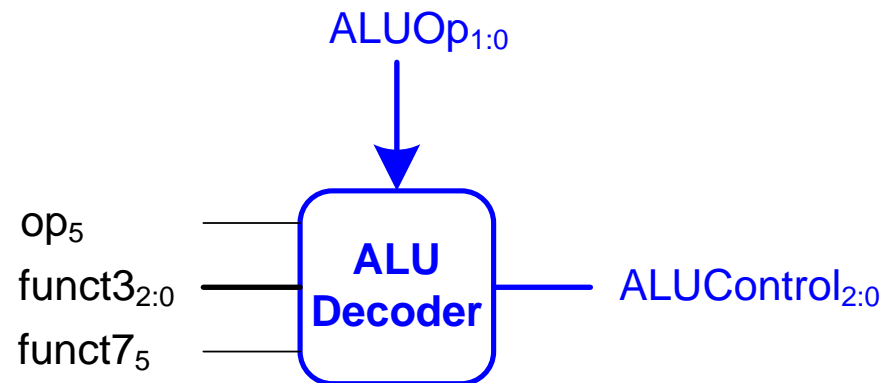 ALUOp1:0
op5
funct32:0
funct75
ALU
Decoder
ALUControl2:0